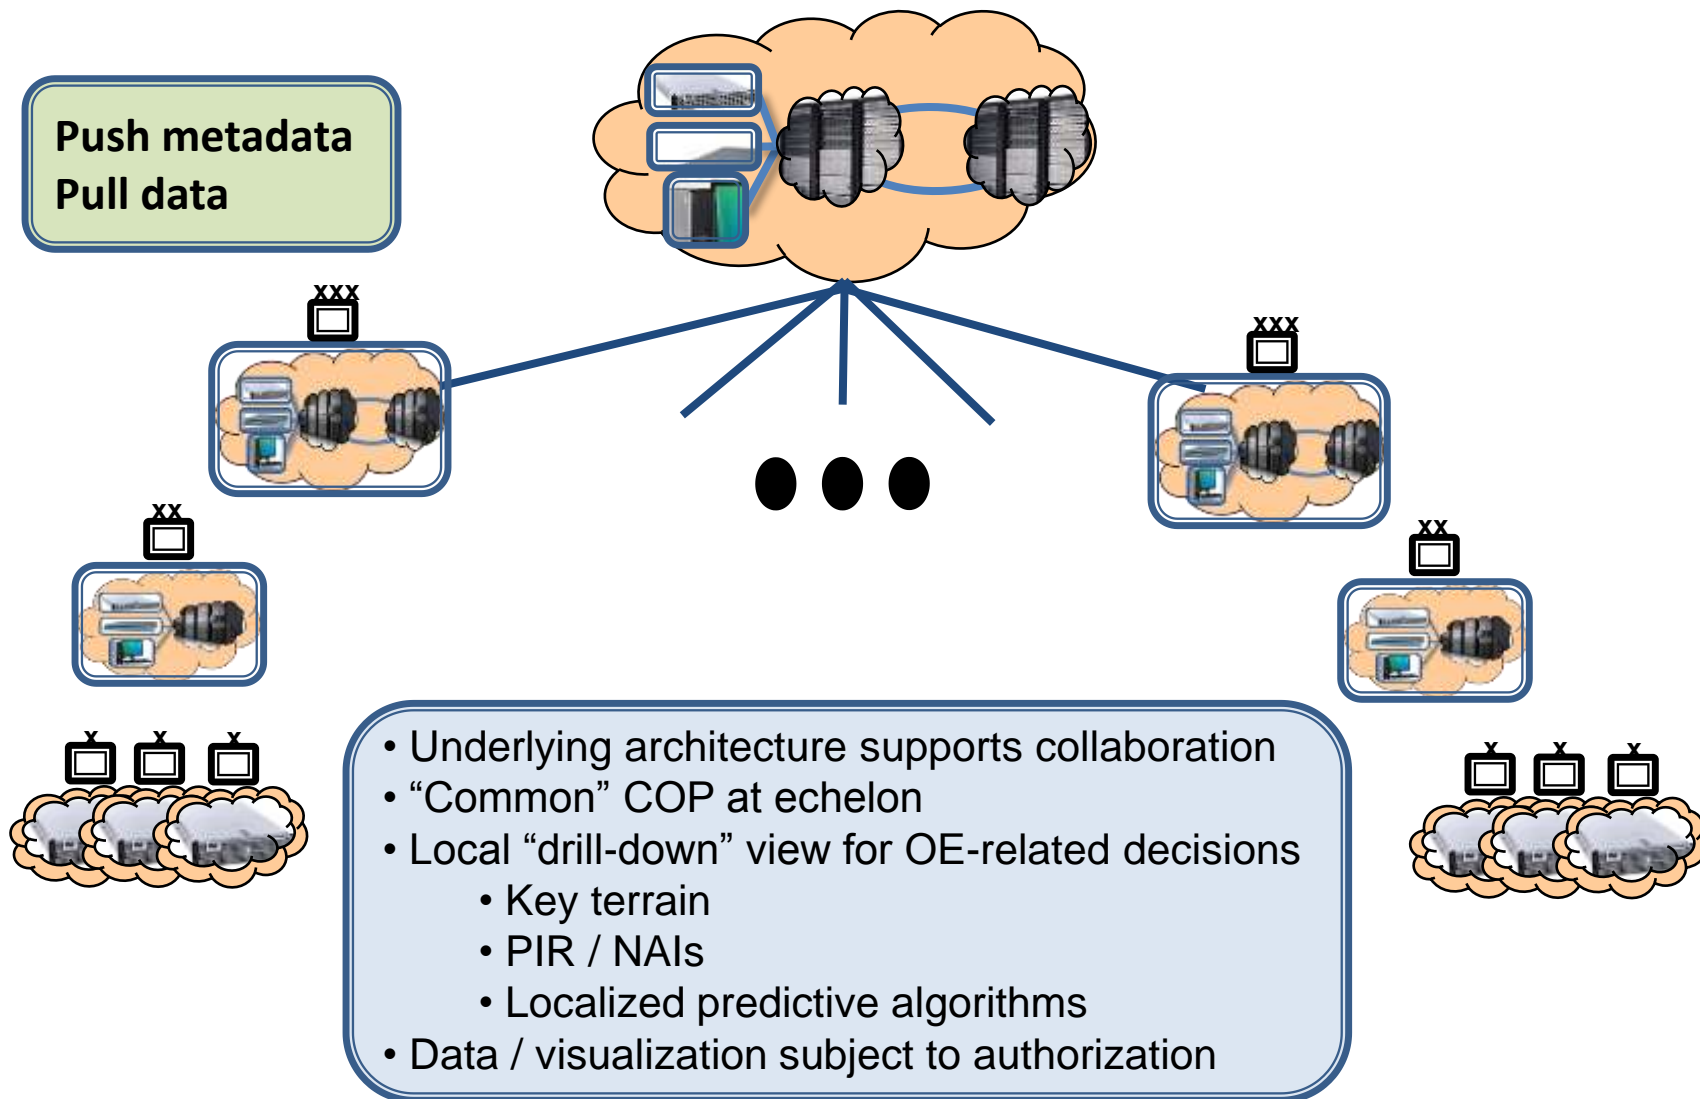 Push metadata
Pull data
XXX
XXX
XX
XX
X X X
X X X
• Underlying architecture supports collaboration
• “Common” COP at echelon
• Local “drill-down” view for OE-related decisions
• Key terrain
• PIR / NAIs
• Localized predictive algorithms
• Data / visualization subject to authorization